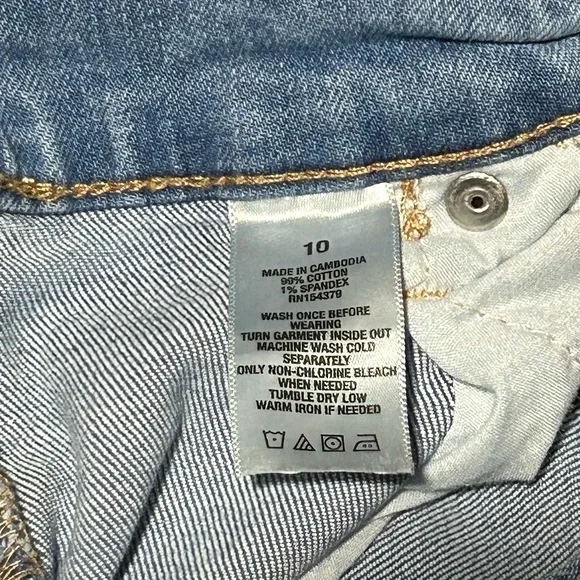 10
MADE IN CAMBODIA
99% COTTON
1% SPANDEX
RN154379
WASH ONCE BEFORE
WEARING
TURN GARMENT INSIDE OUT
MACHINE WASH COLD
SEPARATELY
ONLY NON-CHLORINE BLEACH
WHEN NEEDED
TUMBLE DRY LOW
WARM IRON IF NEEDED